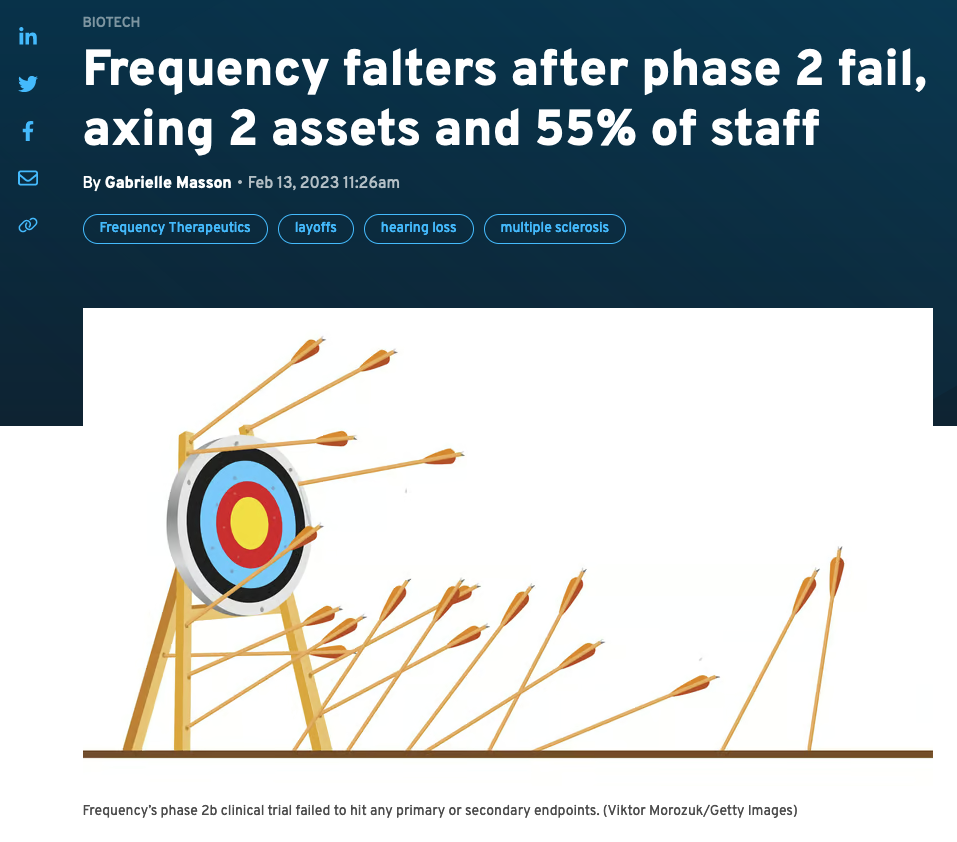 BIOTECH
Frequency falters after phase 2 fail,
axing 2 assets and 55% of staff
By Gabrielle Masson • Feb 13, 2023 11:26am
Frequency Therapeutics
layoffs
hearing loss
multiple sclerosis
Frequency's phase 2b clinical trial failed to hit any primary or secondary endpoints. (Viktor Morozuk/Getty Images)